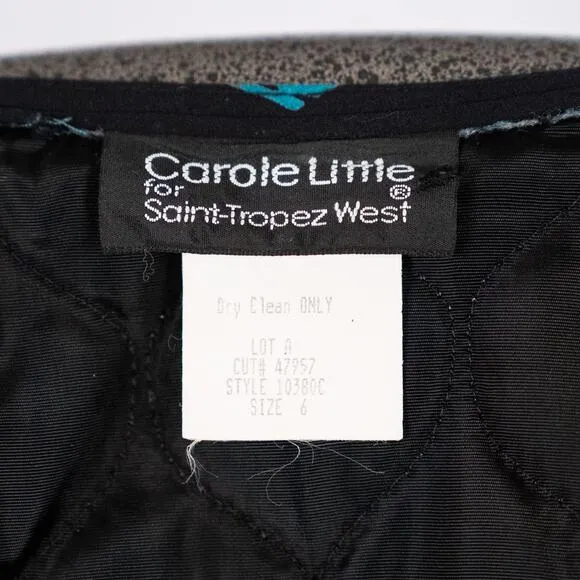 Carole Little
for ®
Saint-Tropez West
Dry Clean ONLY
LOT A
CUT# 47957
STYLE 10380C
SIZE 6